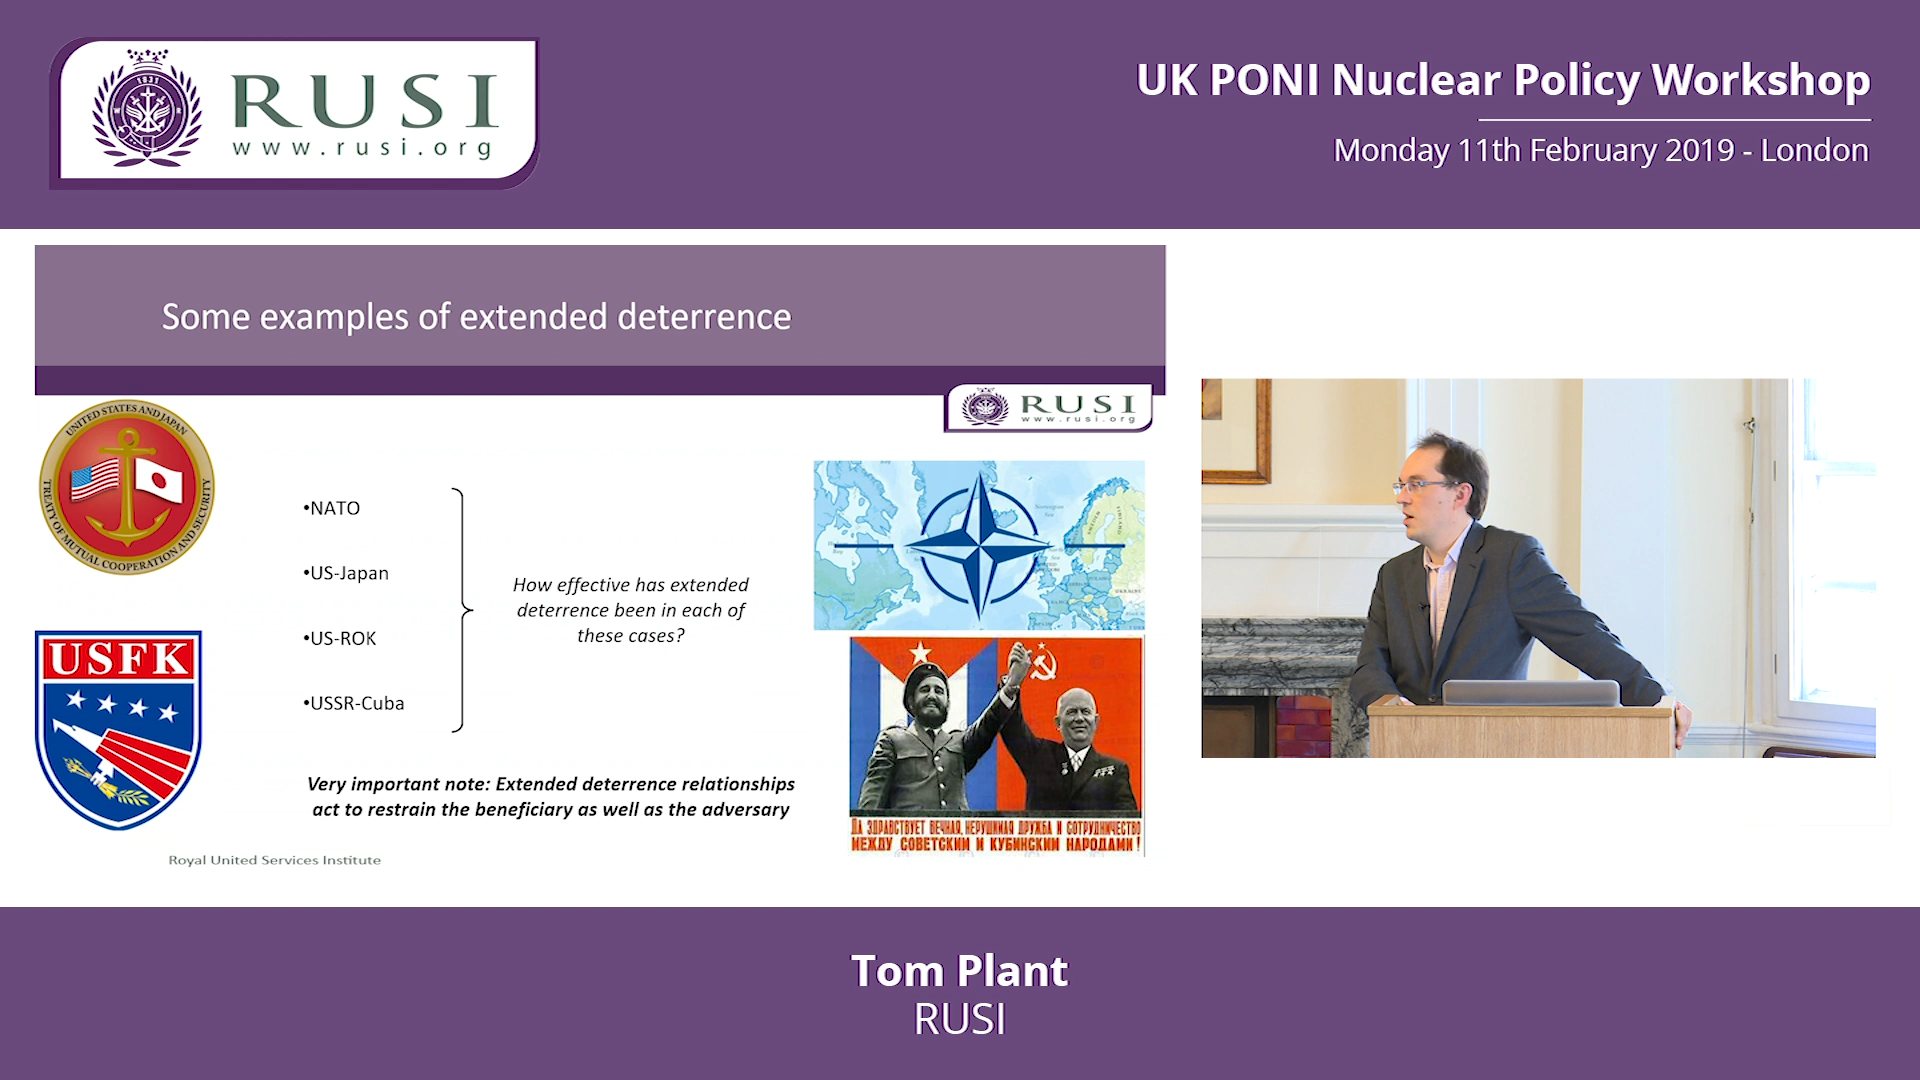 1831
RUSI
www.rusi.org
UK PONI Nuclear Policy Workshop
Monday 11th February 2019 - London
Some examples of extended deterrence
RUSI
www.rusi.org
UNITED STATES AND JAPAN
TREATY OF MUTUAL COOPERATION AND SECURITY
USFK
•NATO
•US-Japan
•US-ROK
•USSR-Cuba
How effective has extended
deterrence been in each of
these cases?
Very important note: Extended deterrence relationships
act to restrain the beneficiary as well as the adversary
ДА ЗДРАВСТВУЕТ ВЕЧНАЯ, НЕРУШИМАЯ ДРУЖБА И СОТРУДНИЧЕСТВО
МЕЖДУ СОВЕТСКИМ И КУБИНСКИМ НАРОДАМИ!
Royal United Services Institute
Tom Plant
RUSI